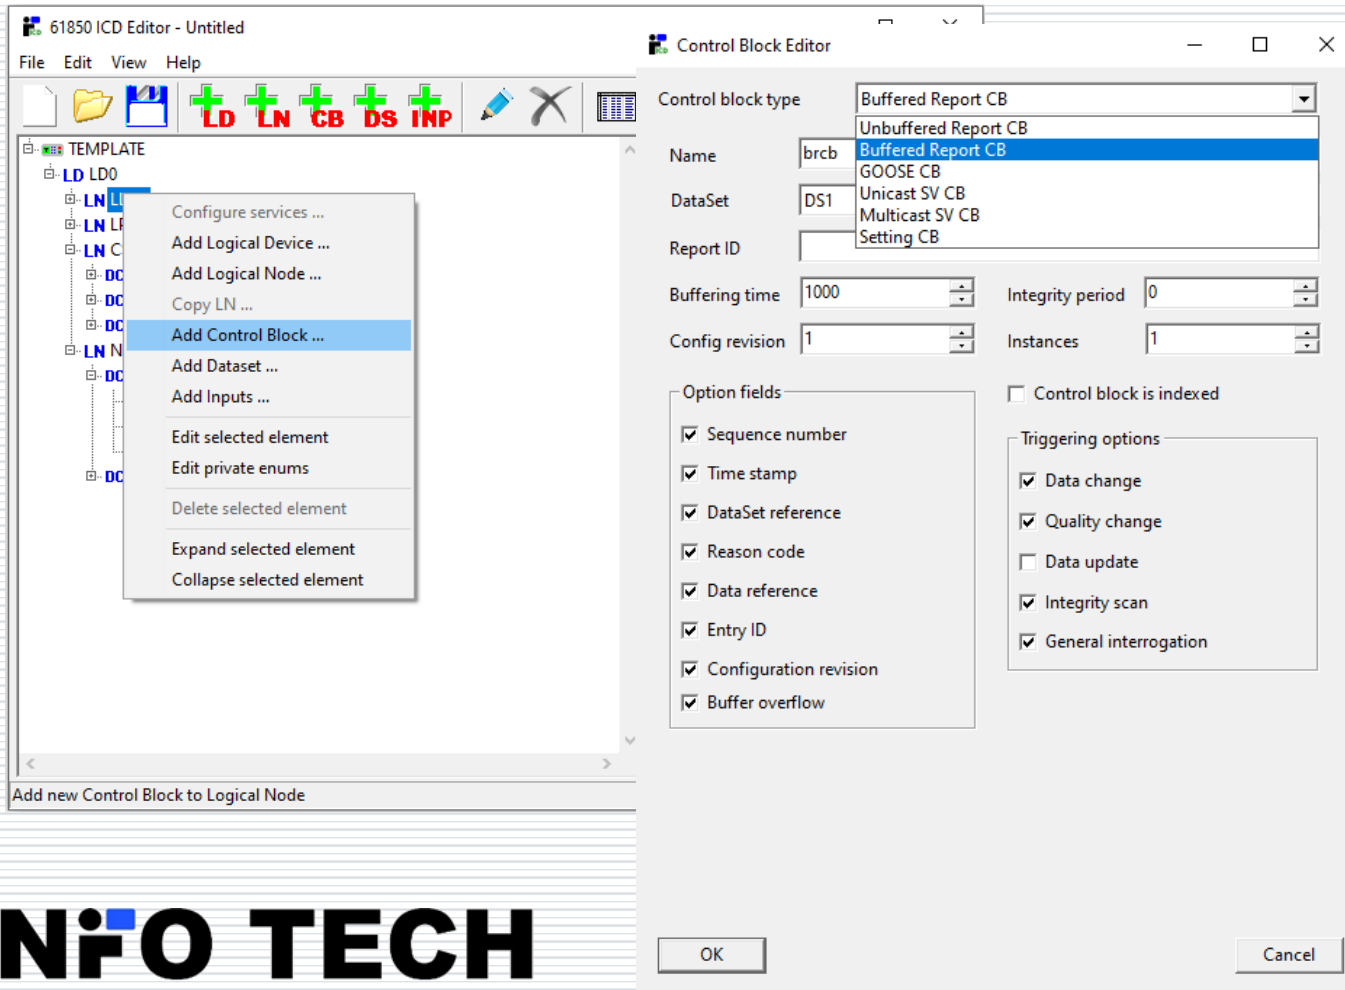 61850 ICD Editor - Untitled
File Edit View Help
LD LN CB DS INP
TEMPLATE
LD LD0
LN
LN
LN
DC
DC
DC
LN N
DC
DC
Configure services ...
Add Logical Device ...
Add Logical Node ...
Copy LN ...
Add Control Block ...
Add Dataset ...
Add Inputs ...
Edit selected element
Edit private enums
Delete selected element
Expand selected element
Collapse selected element
Add new Control Block to Logical Node
NFO TECH
Control Block Editor
Control block type Buffered Report CB
Unbuffered Report CB
Buffered Report CB
GOOSE CB
Unicast SV CB
Multicast SV CB
Setting CB
Name brcb
DataSet DS1
Report ID
Buffering time 1000 Integrity period 0
Config revision 1 Instances 1
Option fields
Sequence number
Time stamp
DataSet reference
Reason code
Data reference
Entry ID
Configuration revision
Buffer overflow
Control block is indexed
Triggering options
Data change
Quality change
Data update
Integrity scan
General interrogation
OK Cancel